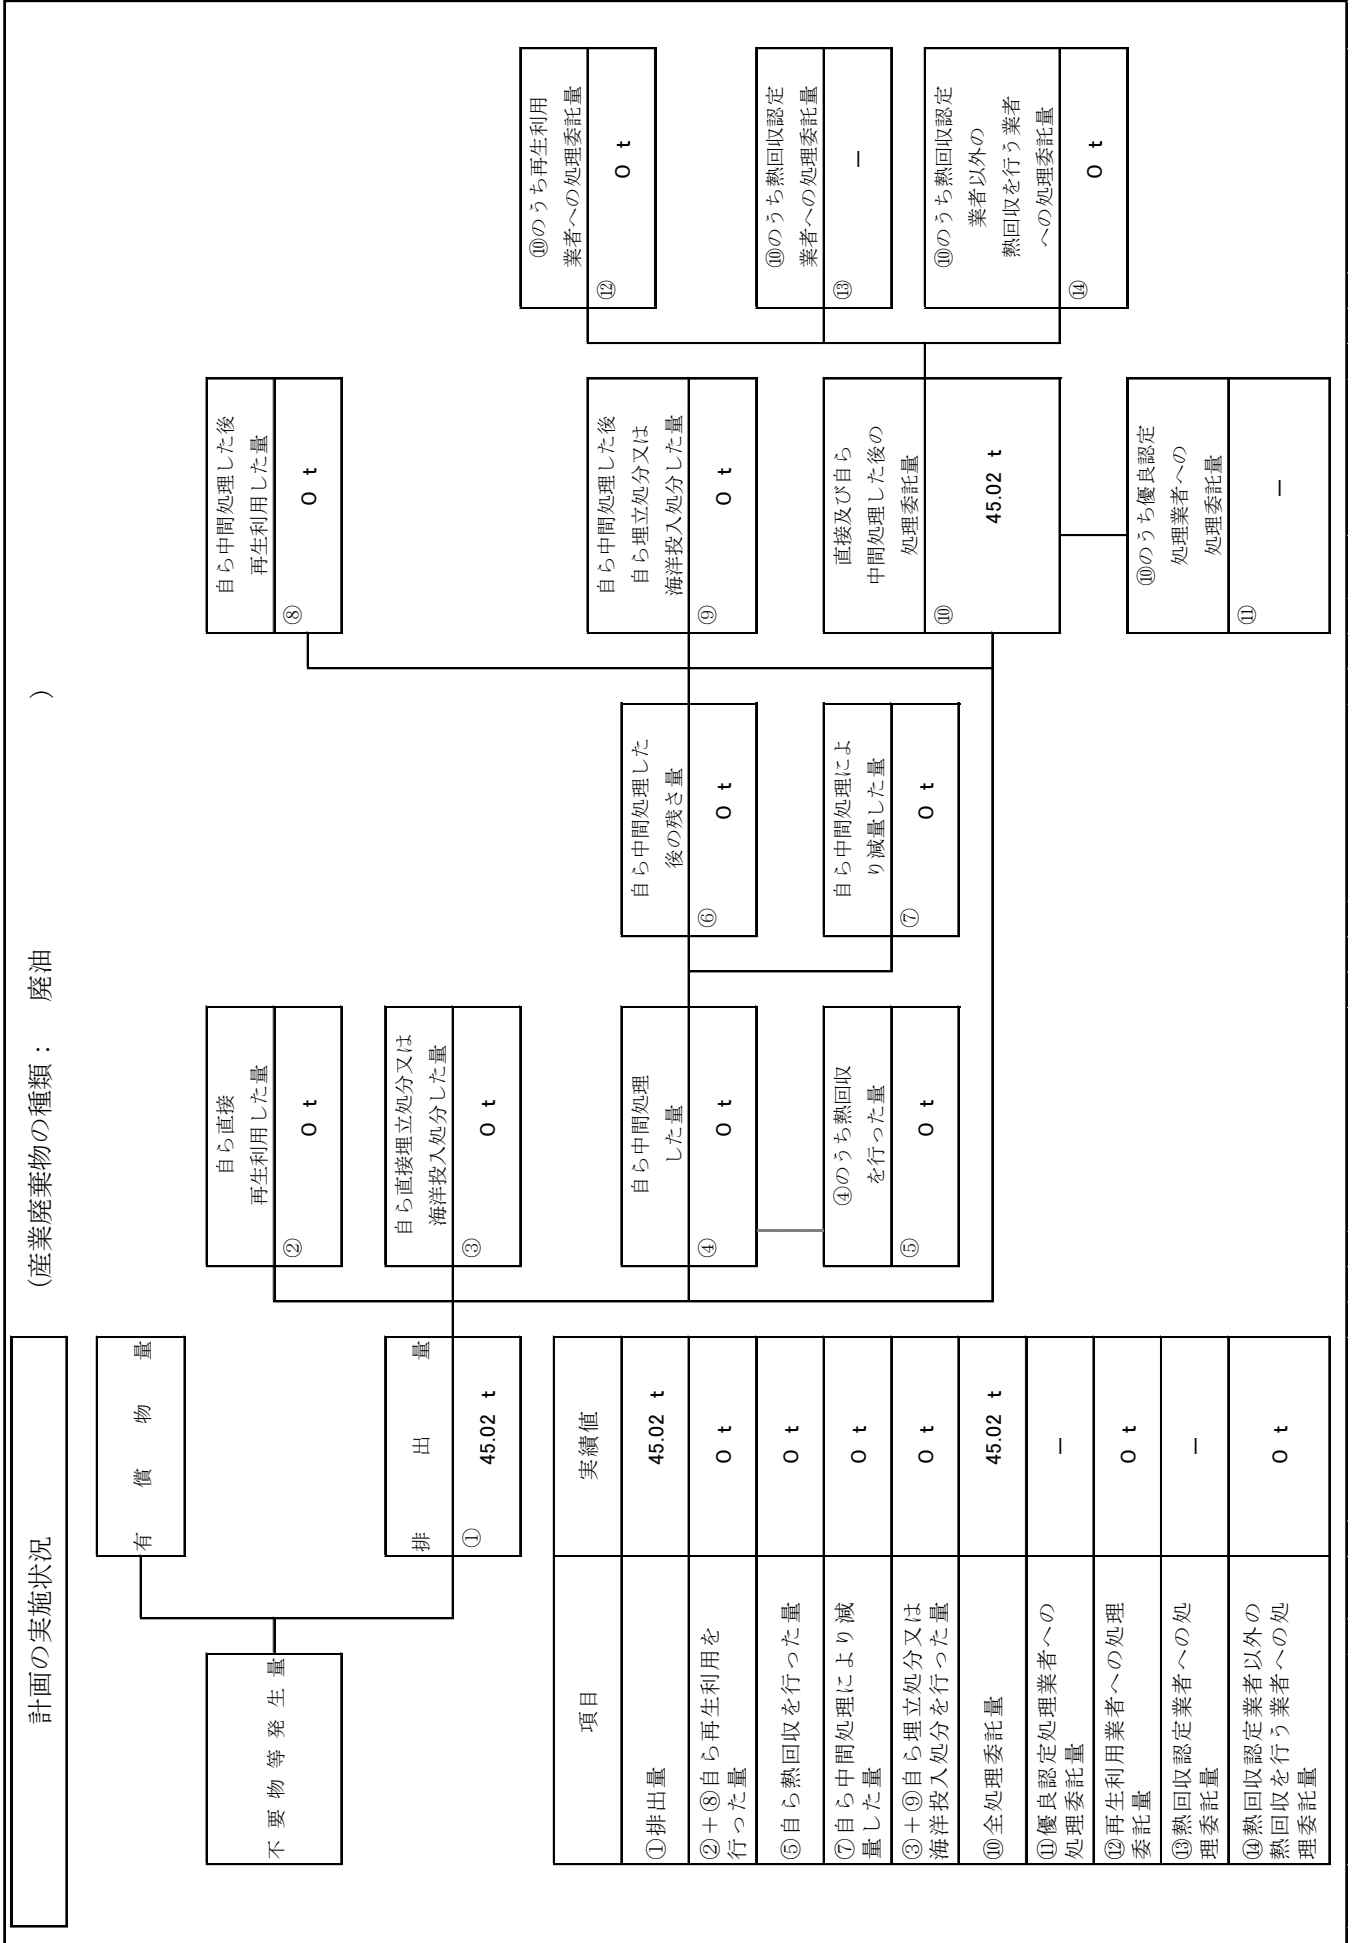 計画の実施状況
(産業廃棄物の種類： 廃油 )
不要物等発生量
有償物量
排出量
①
45.02 t
自ら直接
再生利用した量
②
0 t
自ら直接埋立処分又は
海洋投入処分した量
③
0 t
自ら中間処理
した量
④
0 t
④のうち熱回収
を行った量
⑤
0 t
自ら中間処理した
後の残さ量
⑥
0 t
自ら中間処理によ
り減量した量
⑦
0 t
自ら中間処理した後
再生利用した量
⑧
0 t
自ら中間処理した後
自ら埋立処分又は
海洋投入処分した量
⑨
0 t
直接及び自ら
中間処理した後の
処理委託量
⑩
45.02 t
⑩のうち優良認定
処理業者への
処理委託量
⑪
－
⑩のうち再生利用
業者への処理委託量
⑫
0 t
⑩のうち熱回収認定
業者への処理委託量
⑬
－
⑩のうち熱回収認定
業者以外の
熱回収を行う業者
への処理委託量
⑭
0 t
項目 実績値
①排出量 45.02 t
②＋⑧自ら再生利用を
行った量 0 t
⑤自ら熱回収を行った量 0 t
⑦自ら中間処理により減
量した量 0 t
③＋⑨自ら埋立処分又は
海洋投入処分を行った量 0 t
⑩全処理委託量 45.02 t
⑪優良認定処理業者への
処理委託量 －
⑫再生利用業者への処理
委託量 0 t
⑬熱回収認定業者への処
理委託量 －
⑭熱回収認定業者以外の
熱回収を行う業者への処
理委託量 0 t